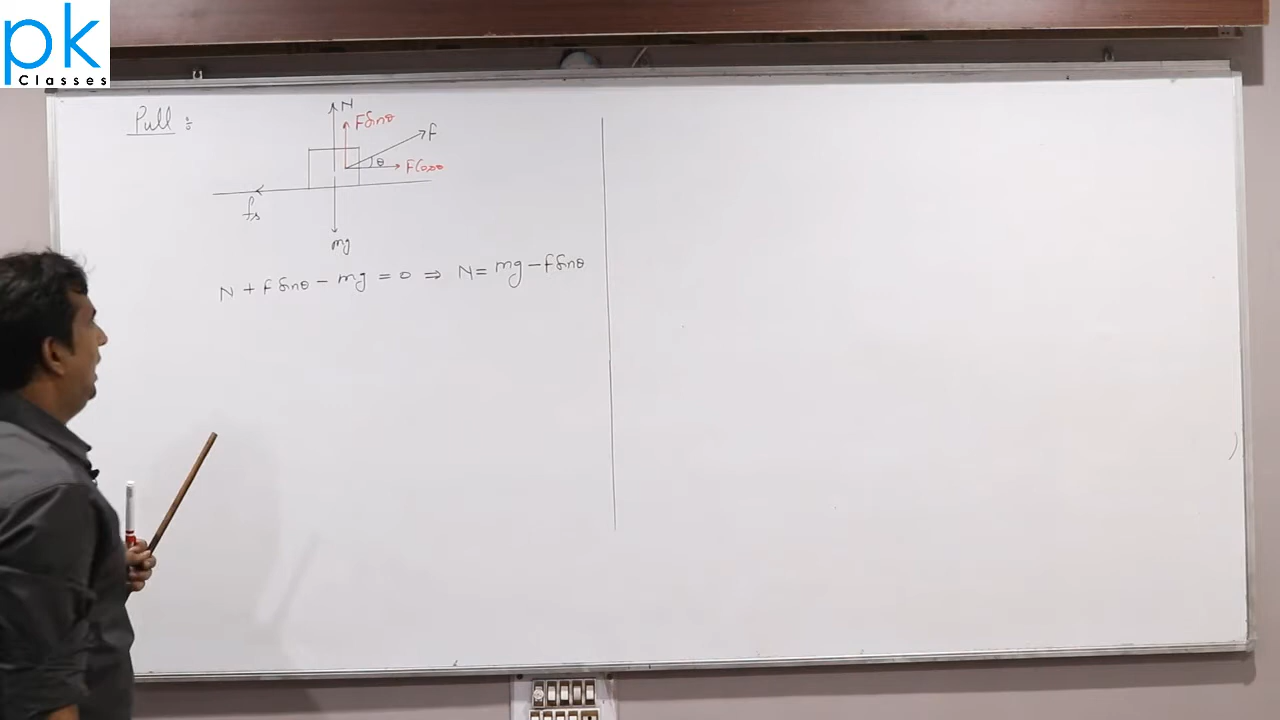 pk
Classes
Pull :
N
F sinθ
F
θ
F cosθ
fs
mg
N + F sinθ - mg = 0 ⇒ N = mg - F sinθ